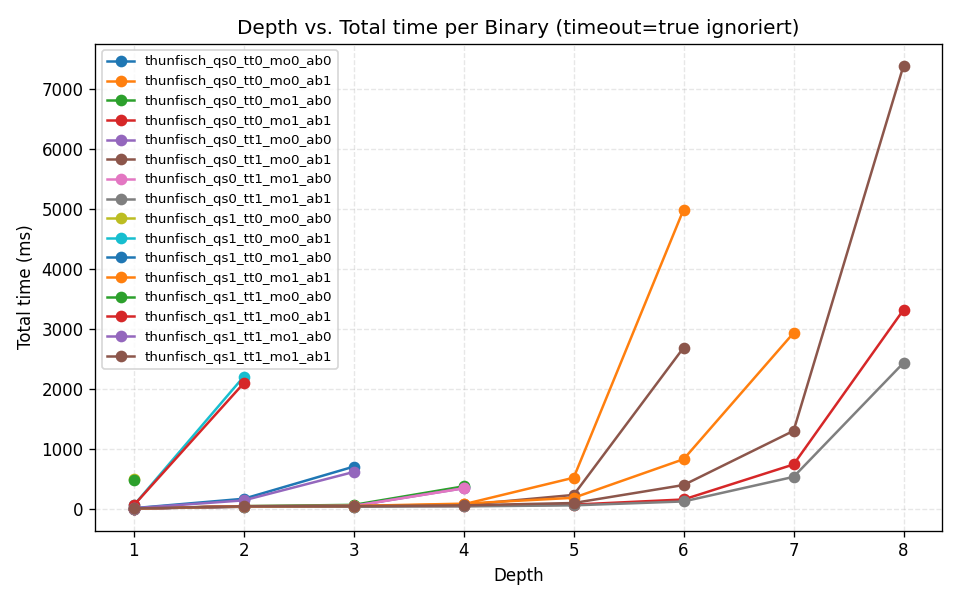 Depth vs. Total time per Binary (timeout=true ignoriert)
thunfisch_qs0_tt0_mo0_ab0
thunfisch_qs0_tt0_mo0_ab1
thunfisch_qs0_tt0_mo1_ab0
thunfisch_qs0_tt0_mo1_ab1
thunfisch_qs0_tt1_mo0_ab0
thunfisch_qs0_tt1_mo0_ab1
thunfisch_qs0_tt1_mo1_ab0
thunfisch_qs0_tt1_mo1_ab1
thunfisch_qs1_tt0_mo0_ab0
thunfisch_qs1_tt0_mo0_ab1
thunfisch_qs1_tt0_mo1_ab0
thunfisch_qs1_tt0_mo1_ab1
thunfisch_qs1_tt1_mo0_ab0
thunfisch_qs1_tt1_mo0_ab1
thunfisch_qs1_tt1_mo1_ab0
thunfisch_qs1_tt1_mo1_ab1
Total time (ms)
7000
6000
5000
4000
3000
2000
1000
0
1 2 3 4 5 6 7 8
Depth